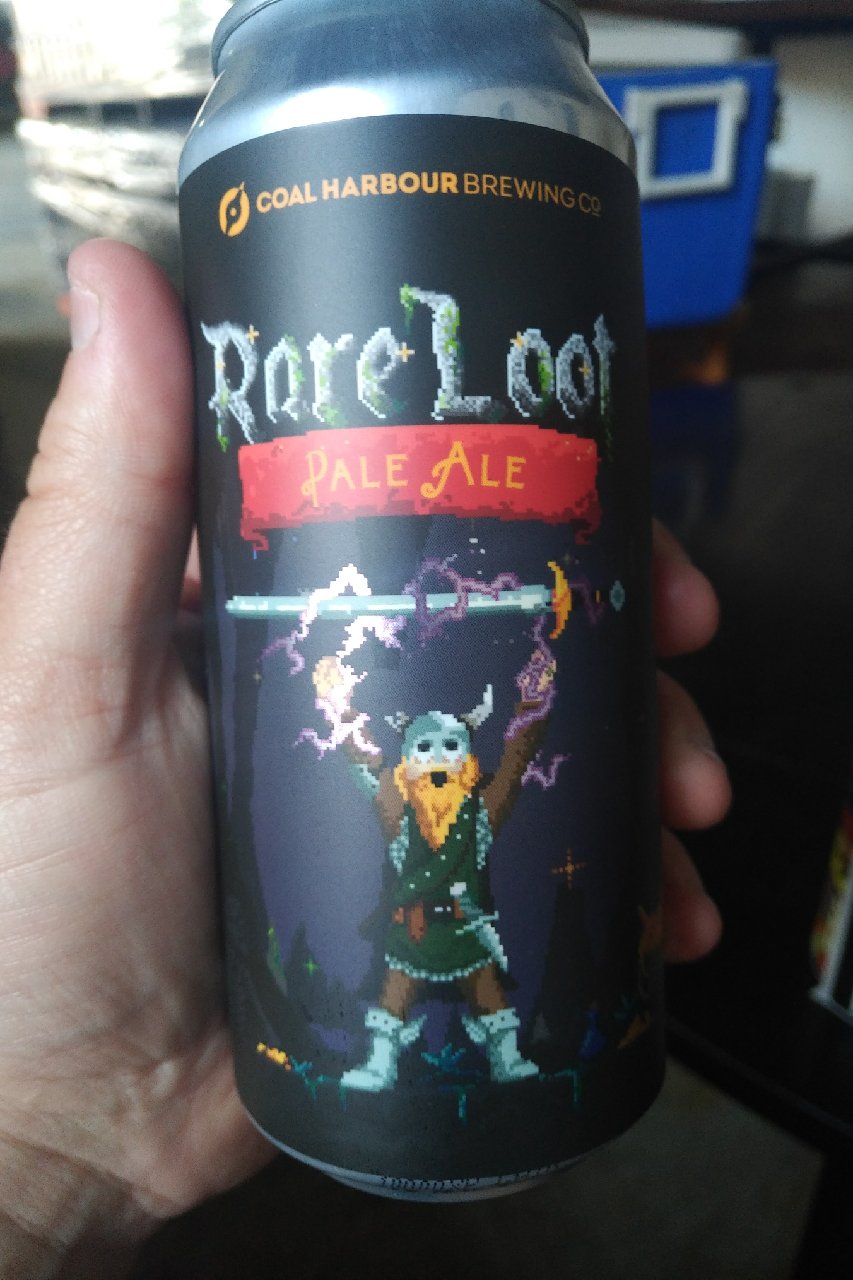 COAL HARBOUR BREWING CO
Rare Loot
PALE ALE